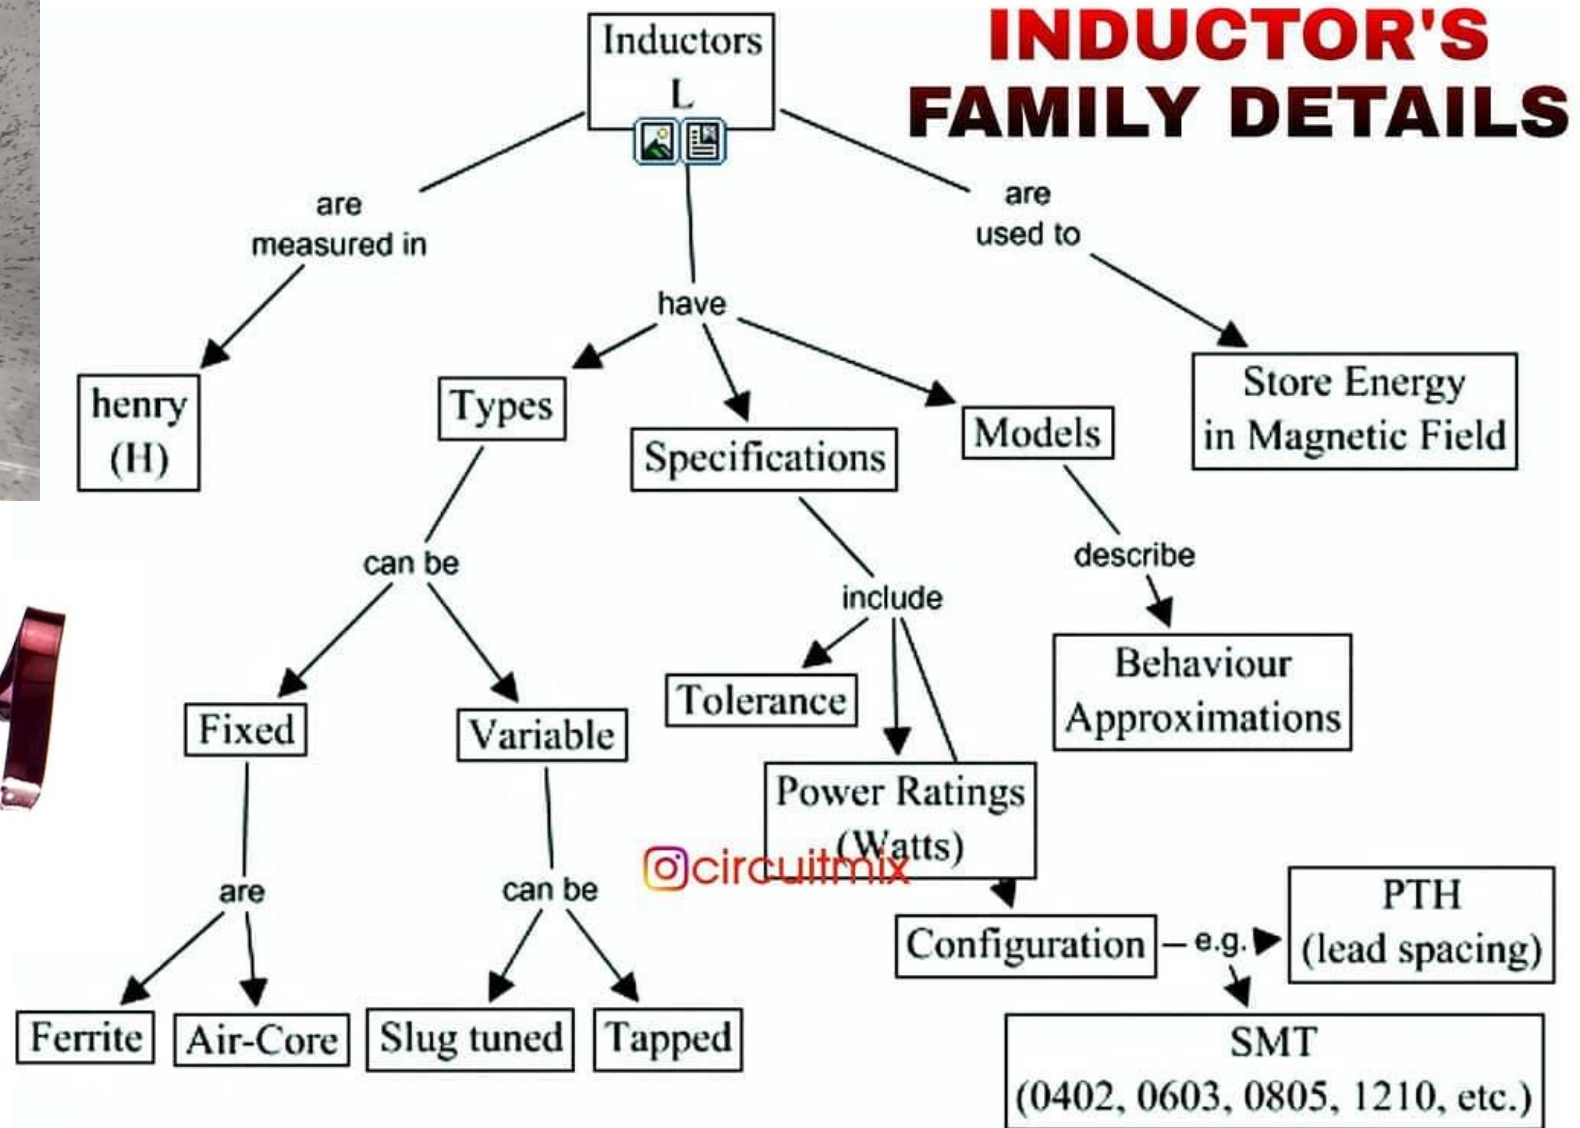 INDUCTOR'S
FAMILY DETAILS
Inductors
L
are
measured in
are
used to
have
henry
(H)
Types
Specifications
Models
Store Energy
in Magnetic Field
can be
include
describe
Fixed
Variable
Tolerance
Behaviour
Approximations
Power Ratings
(Watts)
circuitmix
are
can be
Configuration
e.g.
PTH
(lead spacing)
Ferrite
Air-Core
Slug tuned
Tapped
SMT
(0402, 0603, 0805, 1210, etc.)